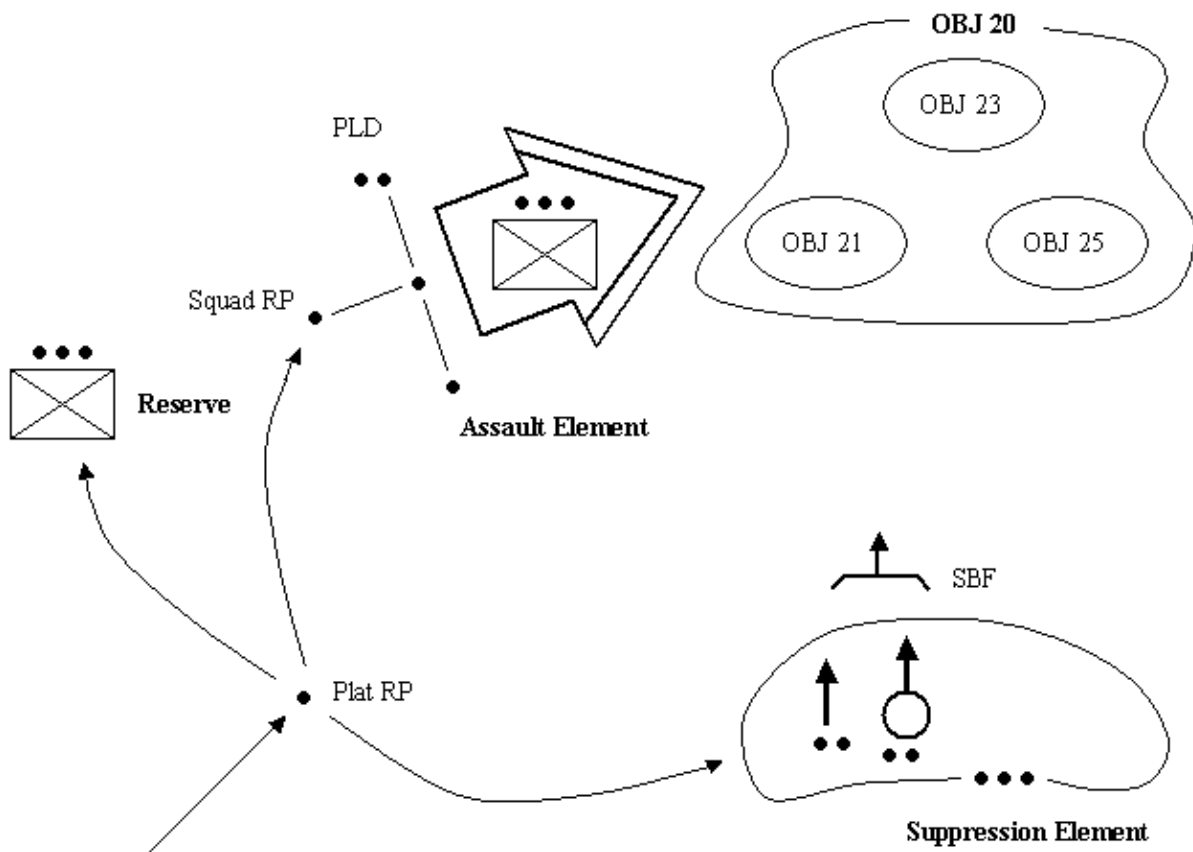 OBJ 20
OBJ 23
PLD
OBJ 21
OBJ 25
Squad RP
Reserve
Assault Element
SBF
Plat RP
Suppression Element